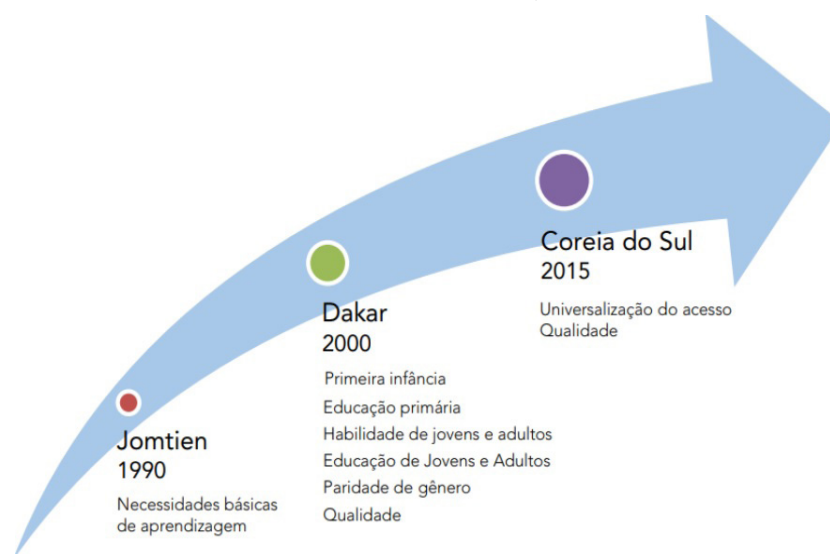 Jomtien
1990
Necessidades básicas
de aprendizagem
Dakar
2000
Primeira infância
Educação primária
Habilidade de jovens e adultos
Educação de Jovens e Adultos
Paridade de gênero
Qualidade
Coreia do Sul
2015
Universalização do acesso
Qualidade